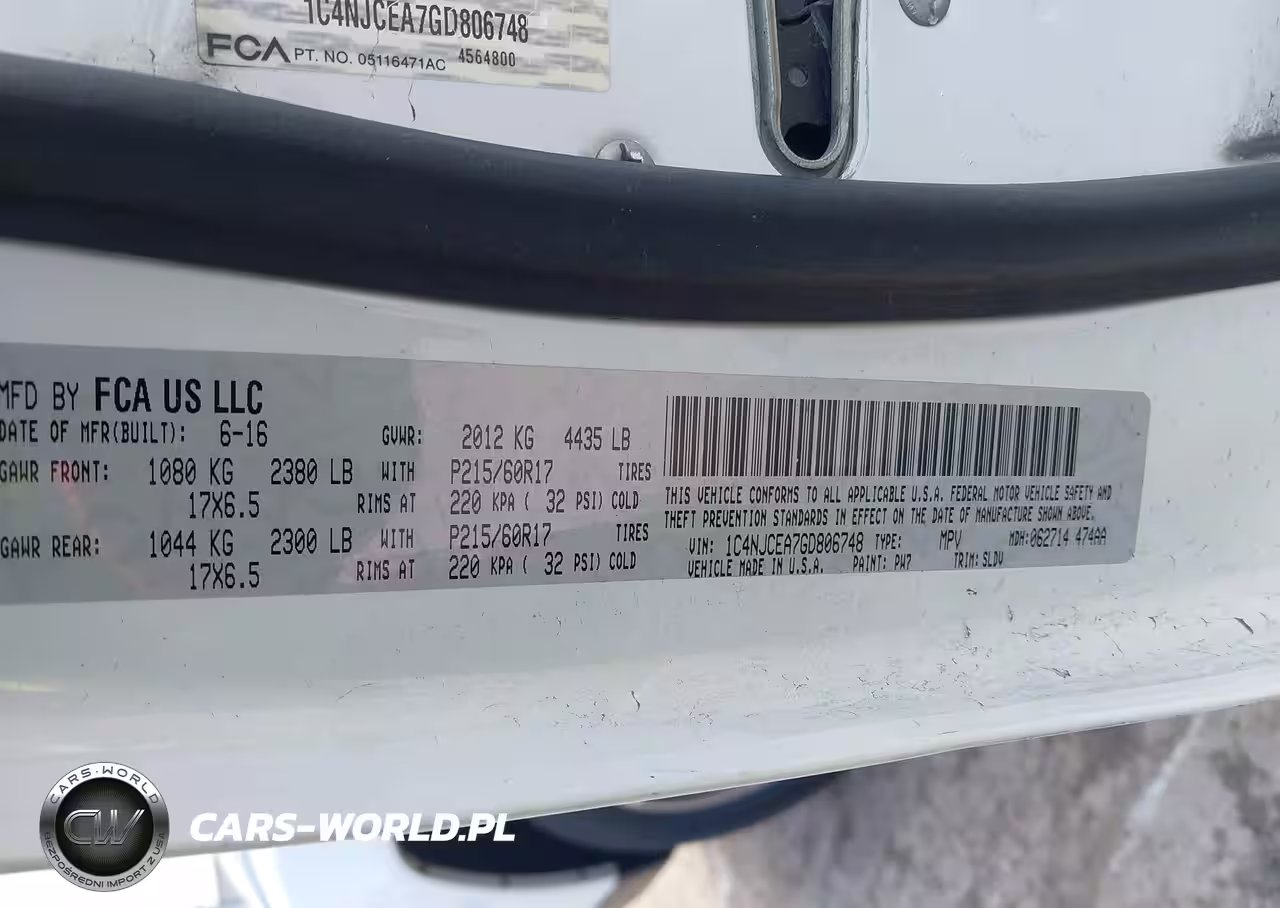 1C4NJCEA7GD806748
FCA PT. NO. 05116471AC 4564800
MFD BY FCA US LLC
DATE OF MFR(BUILT): 6-16 GVWR: 2012 KG 4435 LB
GAWR FRONT: 1080 KG 2380 LB WITH P215/60R17 TIRES
17X6.5 RIMS AT 220 KPA ( 32 PSI) COLD
GAWR REAR: 1044 KG 2300 LB WITH P215/60R17 TIRES
17X6.5 RIMS AT 220 KPA ( 32 PSI) COLD
THIS VEHICLE CONFORMS TO ALL APPLICABLE U.S.A. FEDERAL MOTOR VEHICLE SAFETY AND
THEFT PREVENTION STANDARDS IN EFFECT ON THE DATE OF MANUFACTURE SHOWN ABOVE.
VIN: 1C4NJCEA7GD806748 TYPE: MPV MDH:062714 474AA
VEHICLE MADE IN U.S.A. PAINT: PW7 TRIM: SLDV
CARS-WORLD
CW
BEZPOŚREDNI IMPORT Z USA
CARS-WORLD.PL